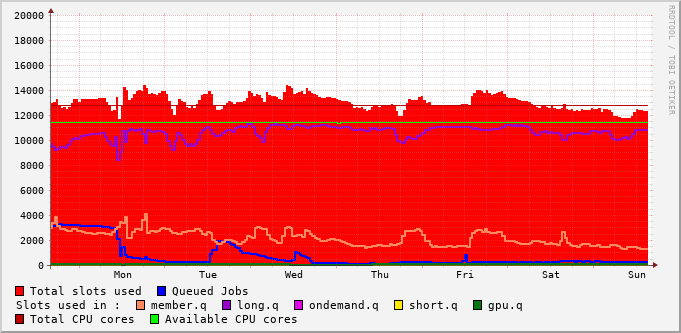 20000
18000
16000
14000
12000
10000
8000
6000
4000
2000
0
Mon Tue Wed Thu Fri Sat Sun
RRDTOOL / TOBI OETIKER
Total slots used Queued Jobs
Slots used in : member.q long.q ondemand.q short.q gpu.q
Total CPU cores Available CPU cores